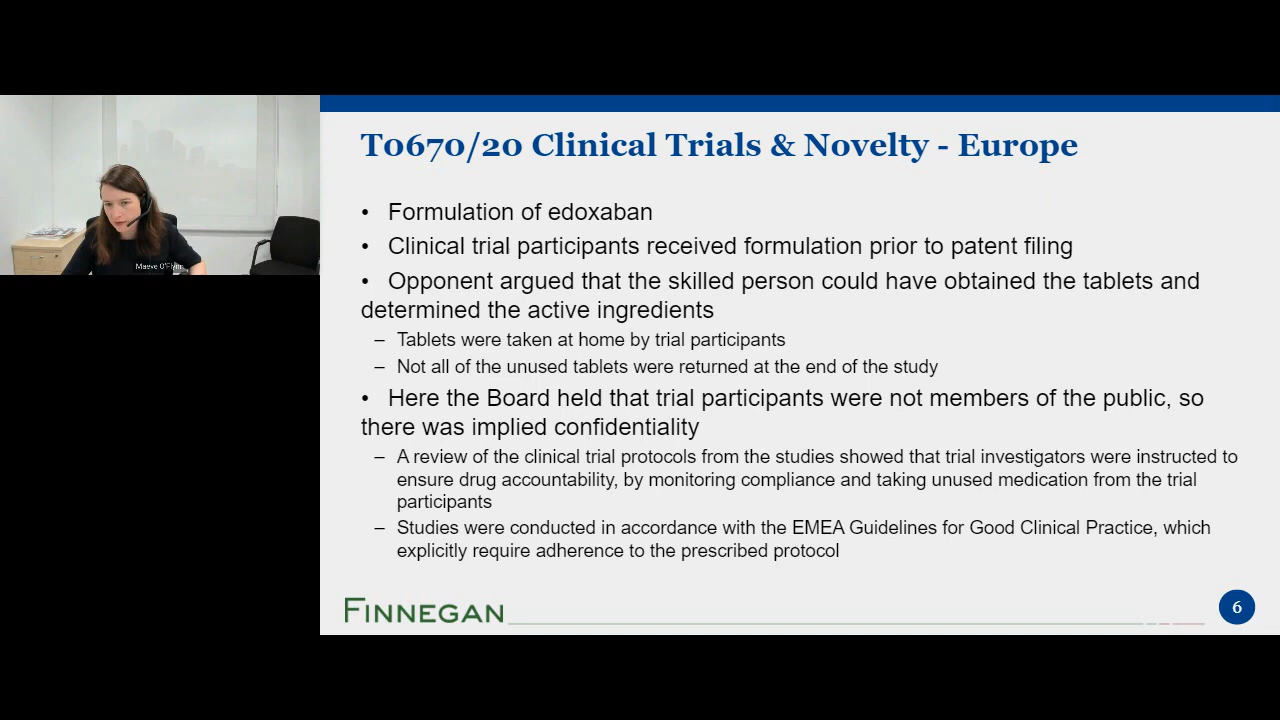 T0670/20 Clinical Trials & Novelty - Europe
• Formulation of edoxaban
• Clinical trial participants received formulation prior to patent filing
• Opponent argued that the skilled person could have obtained the tablets and
determined the active ingredients
– Tablets were taken at home by trial participants
– Not all of the unused tablets were returned at the end of the study
• Here the Board held that trial participants were not members of the public, so
there was implied confidentiality
– A review of the clinical trial protocols from the studies showed that trial investigators were instructed to
ensure drug accountability, by monitoring compliance and taking unused medication from the trial
participants
– Studies were conducted in accordance with the EMEA Guidelines for Good Clinical Practice, which
explicitly require adherence to the prescribed protocol
FINNEGAN
6
Maeve